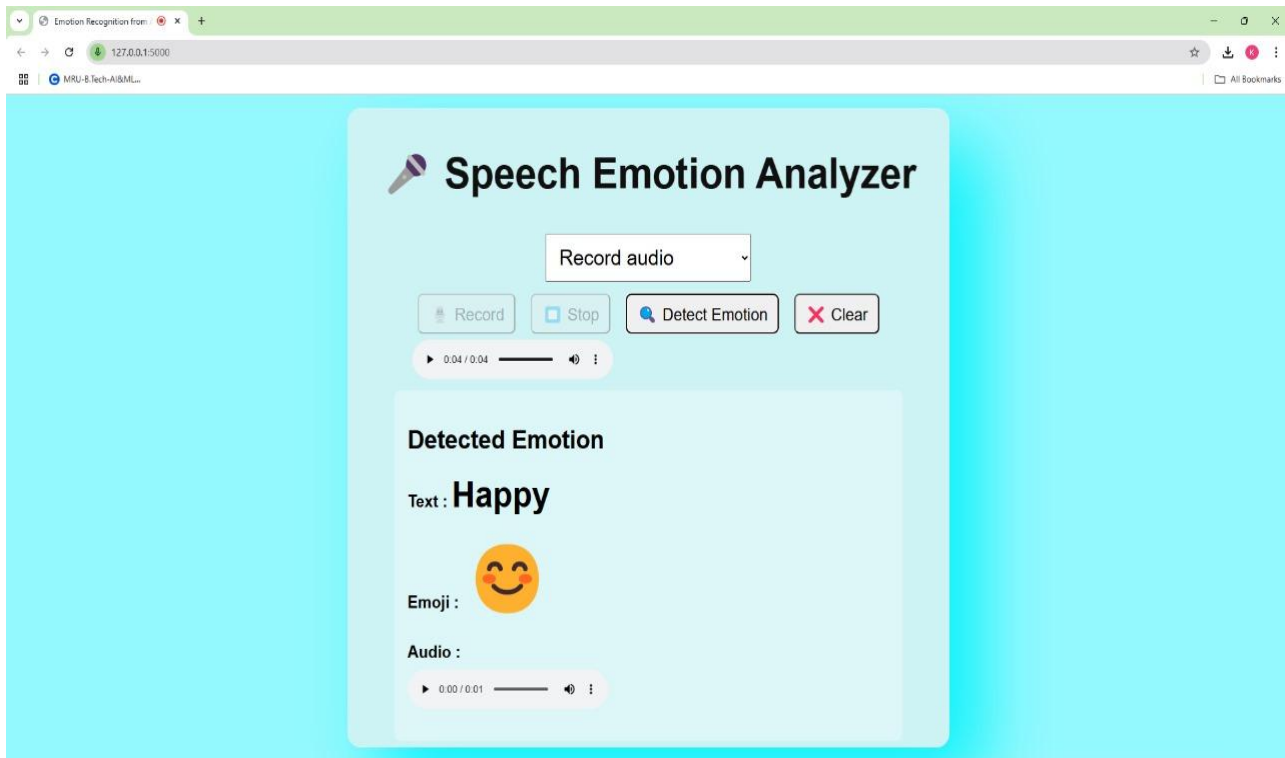 Emotion Recognition from
127.0.0.1:5000
MRU-B.Tech-AI&ML...
All Bookmarks
Speech Emotion Analyzer
Record audio
Record Stop Detect Emotion Clear
0:04 / 0:04
Detected Emotion
Text : Happy
Emoji :
Audio :
0:00 / 0:01